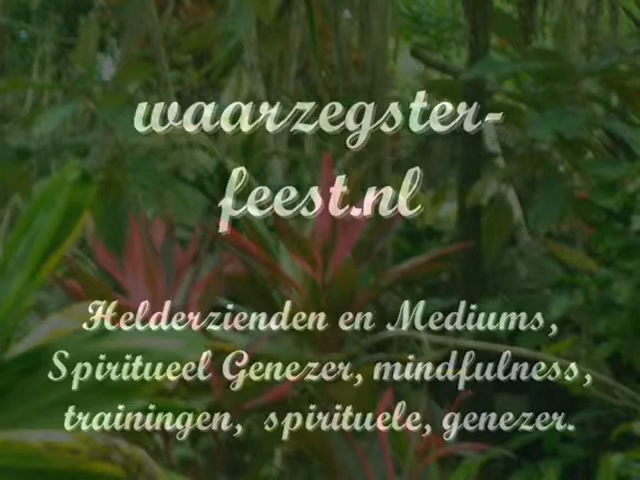 waarzegster-
feest.nl
Helderzienden en Mediums,
Spiritueel Genezer, mindfulness,
trainingen, spirituele, genezer.